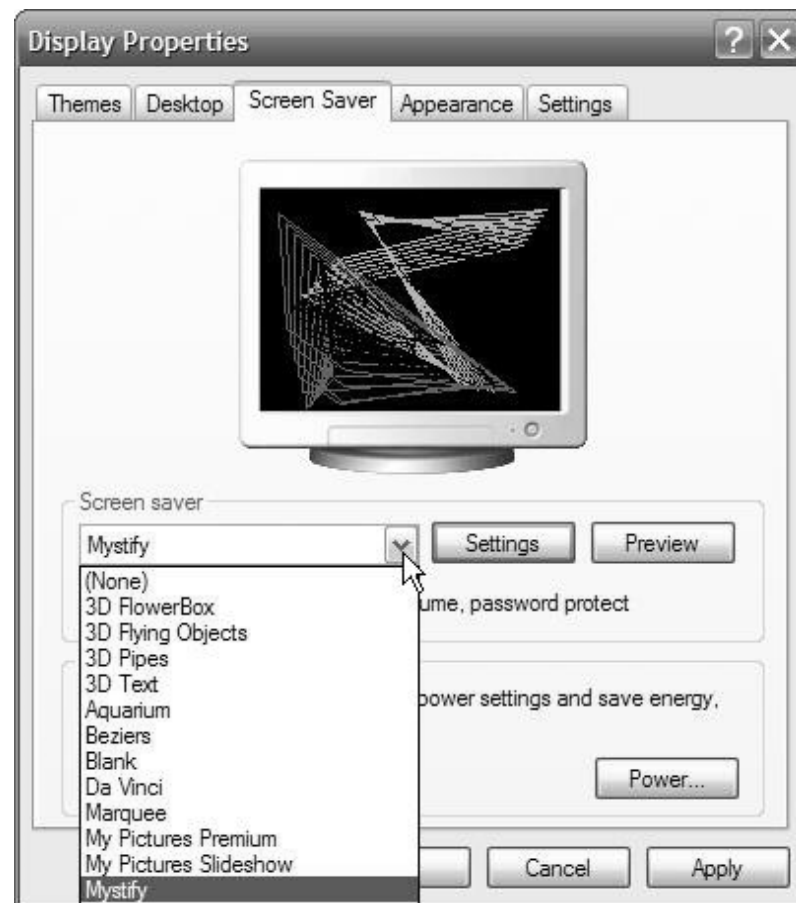 Display Properties
Themes Desktop Screen Saver Appearance Settings
Screen saver
Mystify Settings Preview
(None)
3D FlowerBox
ume, password protect
3D Flying Objects
3D Pipes
3D Text
power settings and save energy,
Aquarium
Beziers
Blank
Da Vinci
Power...
Marquee
My Pictures Premium
My Pictures Slideshow
Cancel Apply
Mystify